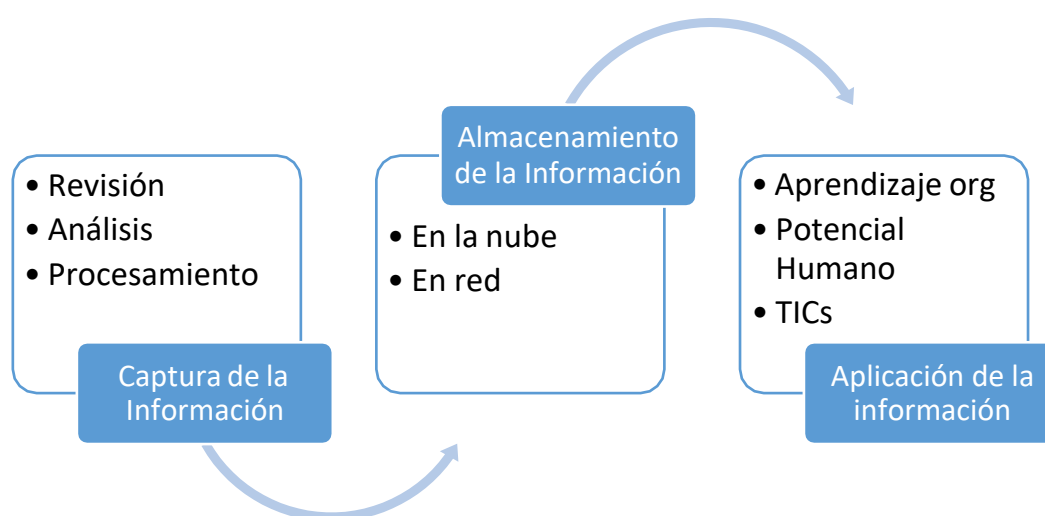 • Revisión
• Análisis
• Procesamiento
Captura de la
Información
Almacenamiento
de la Información
• En la nube
• En red
• Aprendizaje org
• Potencial
Humano
• TICs
Aplicación de la
información